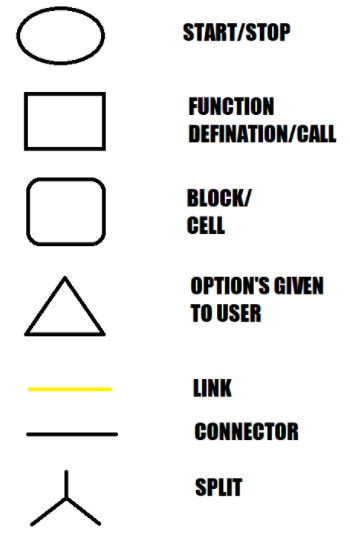 START/STOP
FUNCTION
DEFINATION/CALL
BLOCK/
CELL
OPTION'S GIVEN
TO USER
LINK
CONNECTOR
SPLIT